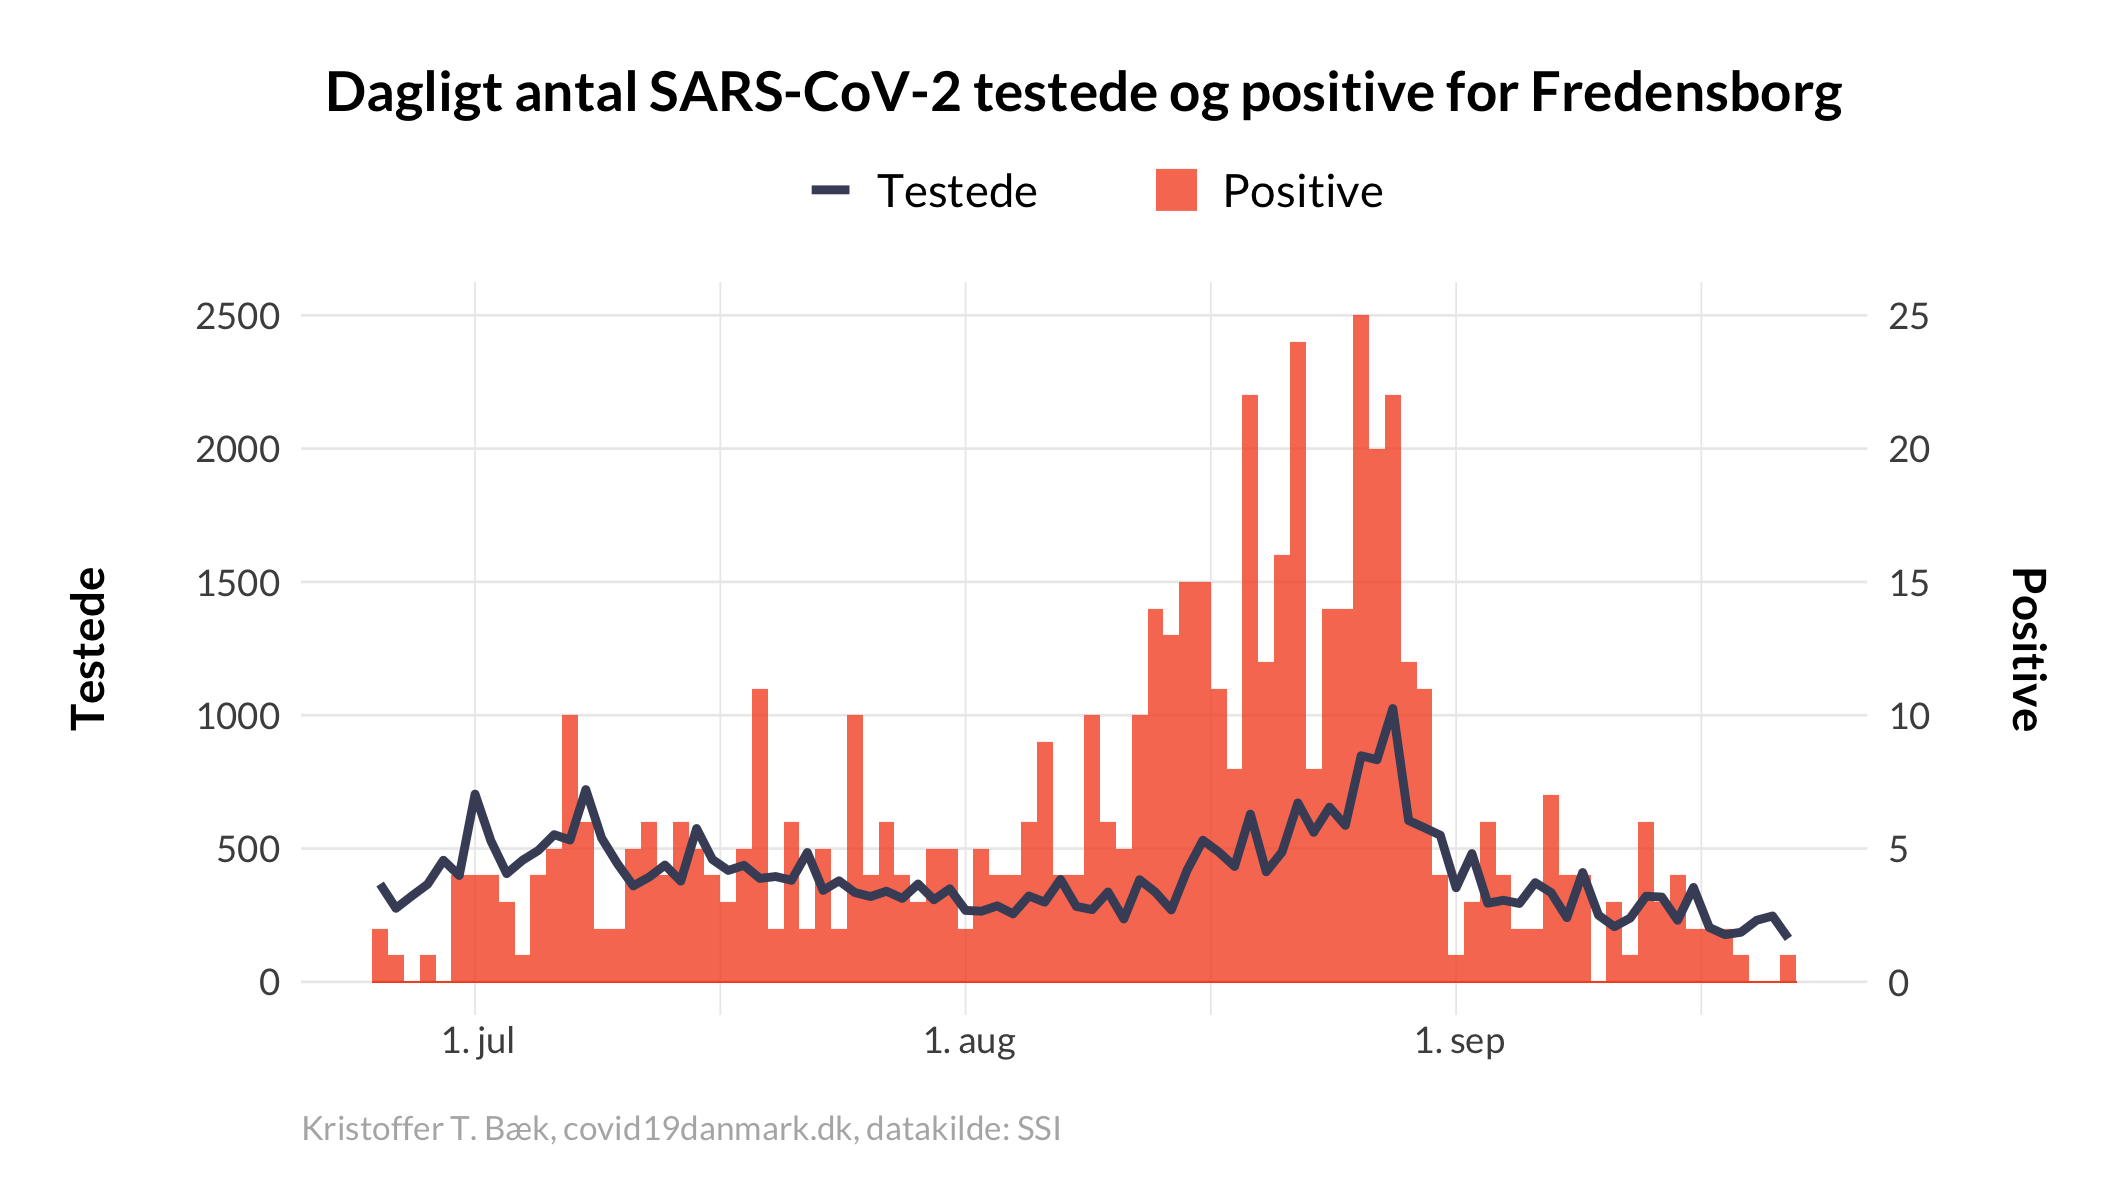 Dagligt antal SARS-CoV-2 testede og positive for Fredensborg
Testede
Positive
2500
2000
1500
1000
500
0
Testede
25
20
15
10
5
0
Positive
1. jul
1. aug
1. sep
Kristoffer T. Bæk, covid19danmark.dk, datakilde: SSI